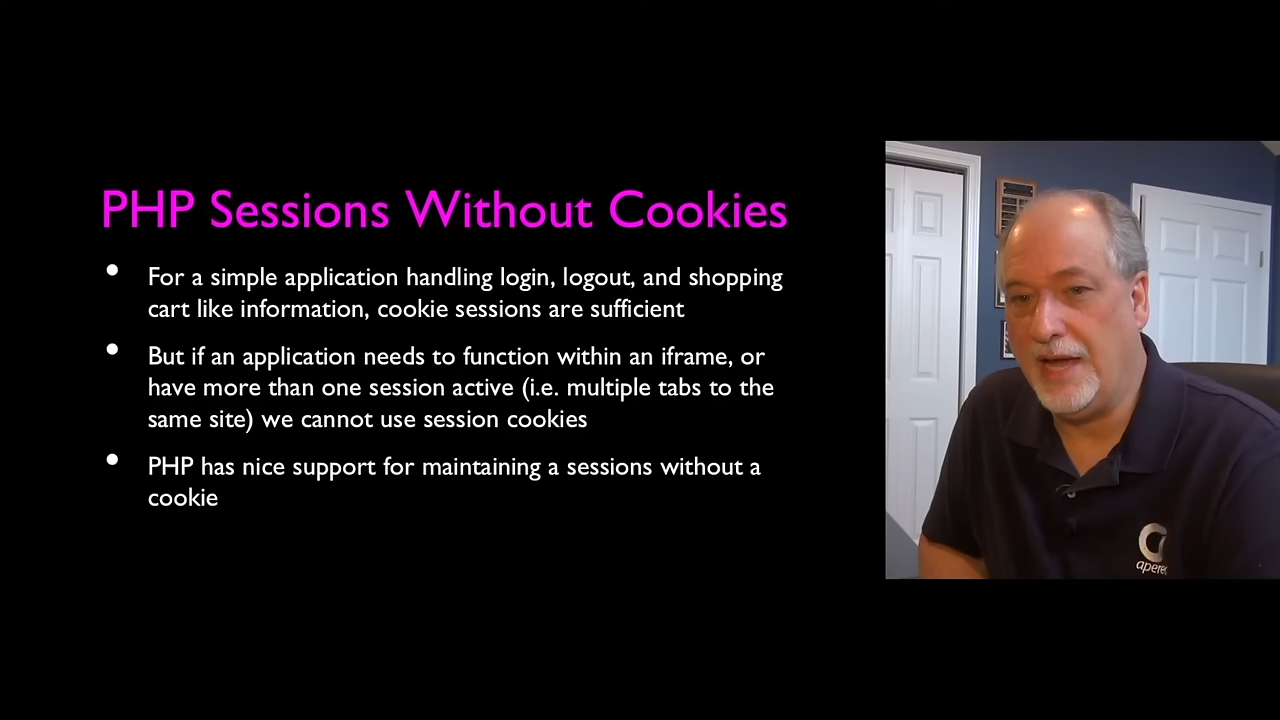 PHP Sessions Without Cookies
• For a simple application handling login, logout, and shopping
cart like information, cookie sessions are sufficient
• But if an application needs to function within an iframe, or
have more than one session active (i.e. multiple tabs to the
same site) we cannot use session cookies
• PHP has nice support for maintaining a sessions without a
cookie